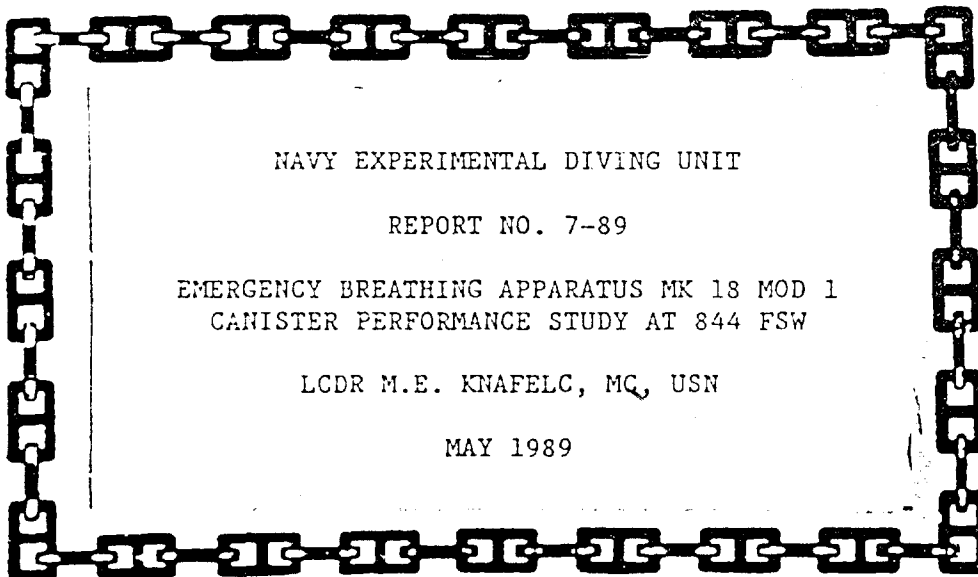 NAVY EXPERIMENTAL DIVING UNIT
REPORT NO. 7-89
EMERGENCY BREATHING APPARATUS MK 18 MOD 1
CANISTER PERFORMANCE STUDY AT 844 FSW
LCDR M.E. KNAFELC, MC, USN
MAY 1989